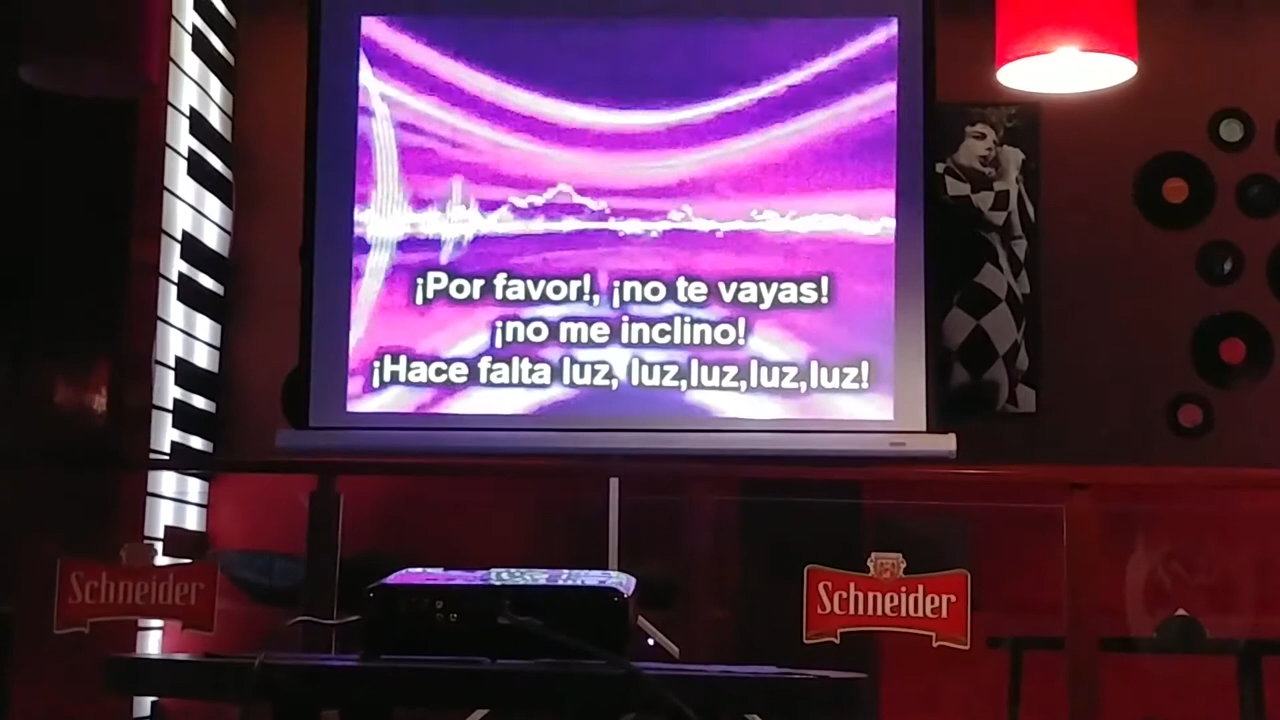 ¡Por favor!, ¡no te vayas!
¡no me inclino!
¡Hace falta luz, luz,luz,luz,luz!
Schneider
Schneider